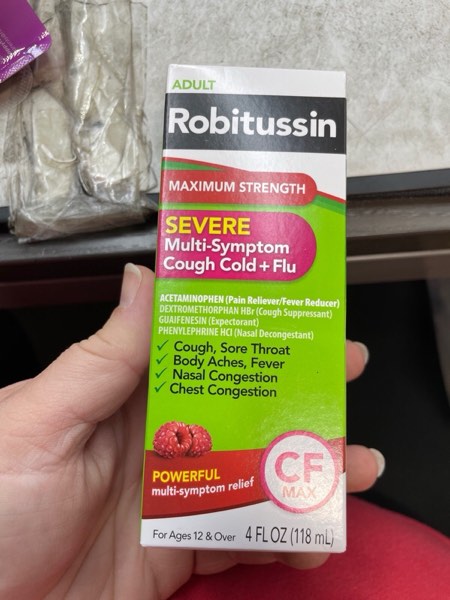 ADULT
Robitussin
MAXIMUM STRENGTH
SEVERE
Multi-Symptom
Cough Cold + Flu
ACETAMINOPHEN (Pain Reliever/Fever Reducer)
DEXTROMETHORPHAN HBr (Cough Suppressant)
GUAIFENESIN (Expectorant)
PHENYLEPHRINE HCl (Nasal Decongestant)
✓ Cough, Sore Throat
✓ Body Aches, Fever
✓ Nasal Congestion
✓ Chest Congestion
POWERFUL
multi-symptom relief
CF
MAX
For Ages 12 & Over 4 FL OZ (118 mL)